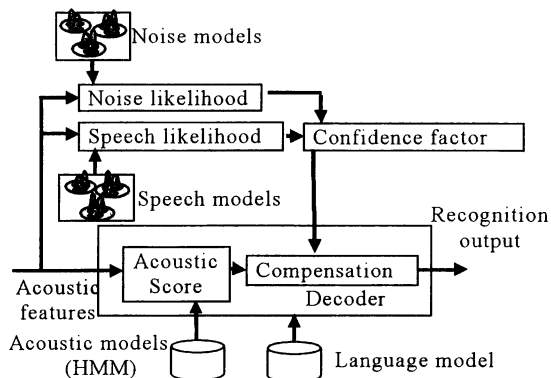 Noise models
Noise likelihood
Speech likelihood
Confidence factor
Speech models
Recognition
output
Acoustic
Score
Compensation
Decoder
Acoustic
features
Acoustic models
(HMM)
Language model